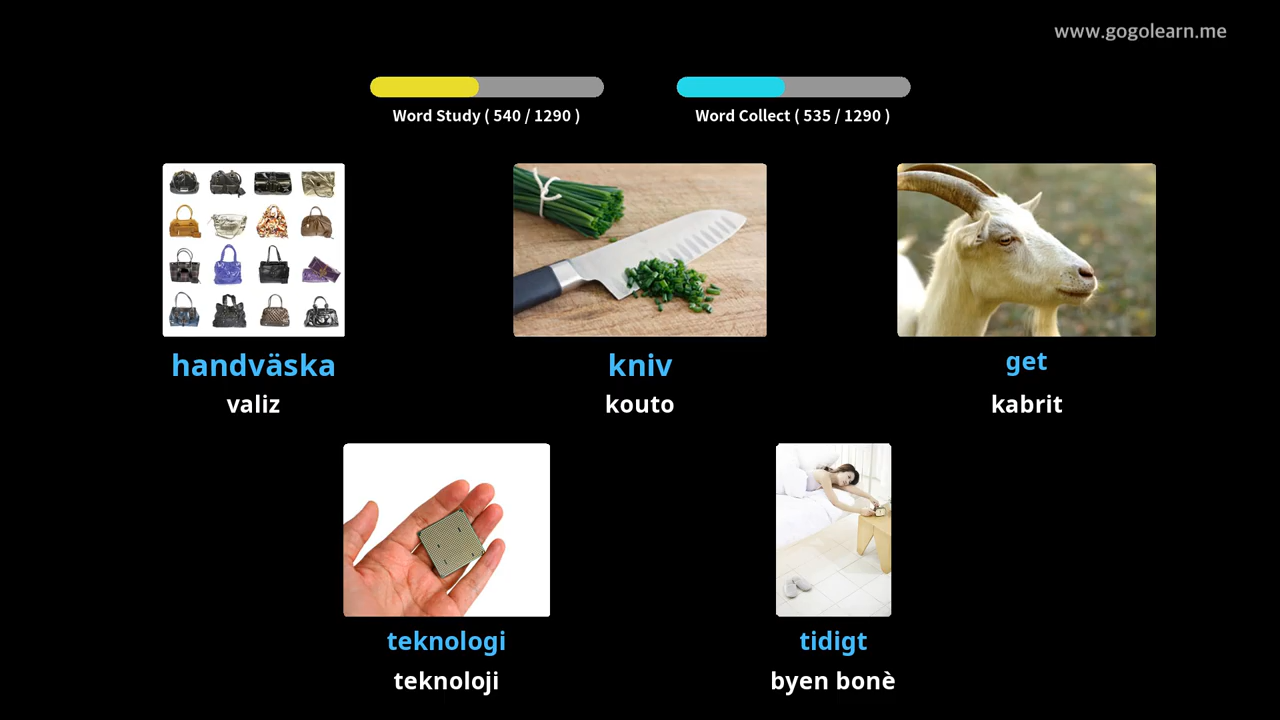 www.gogolearn.me
Word Study ( 540 / 1290 )
Word Collect ( 535 / 1290 )
handväska
valiz
kniv
kouto
get
kabrit
teknologi
teknoloji
tidigt
byen bonè